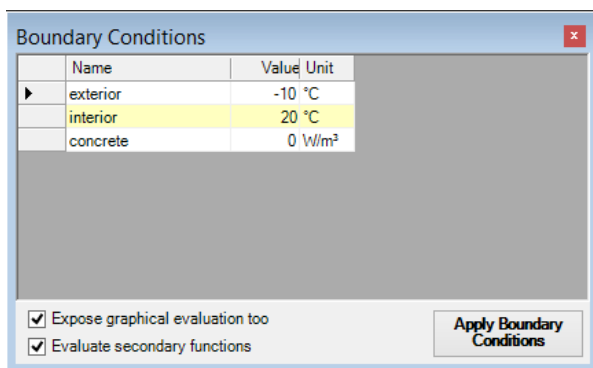 Boundary Conditions
x
Name Value Unit
exterior -10 °C
interior 20 °C
concrete 0 W/m³
Expose graphical evaluation too
Evaluate secondary functions
Apply Boundary
Conditions